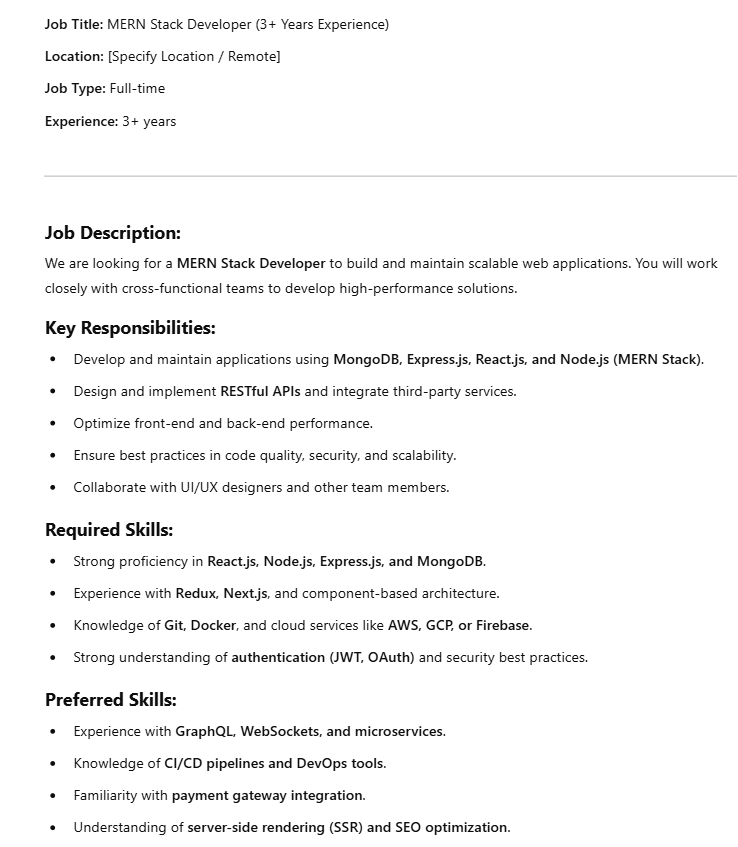 Job Title: MERN Stack Developer (3+ Years Experience)
Location: [Specify Location / Remote]
Job Type: Full-time
Experience: 3+ years
Job Description:
We are looking for a MERN Stack Developer to build and maintain scalable web applications. You will work
closely with cross-functional teams to develop high-performance solutions.
Key Responsibilities:
• Develop and maintain applications using MongoDB, Express.js, React.js, and Node.js (MERN Stack).
• Design and implement RESTful APIs and integrate third-party services.
• Optimize front-end and back-end performance.
• Ensure best practices in code quality, security, and scalability.
• Collaborate with UI/UX designers and other team members.
Required Skills:
• Strong proficiency in React.js, Node.js, Express.js, and MongoDB.
• Experience with Redux, Next.js, and component-based architecture.
• Knowledge of Git, Docker, and cloud services like AWS, GCP, or Firebase.
• Strong understanding of authentication (JWT, OAuth) and security best practices.
Preferred Skills:
• Experience with GraphQL, WebSockets, and microservices.
• Knowledge of CI/CD pipelines and DevOps tools.
• Familiarity with payment gateway integration.
• Understanding of server-side rendering (SSR) and SEO optimization.